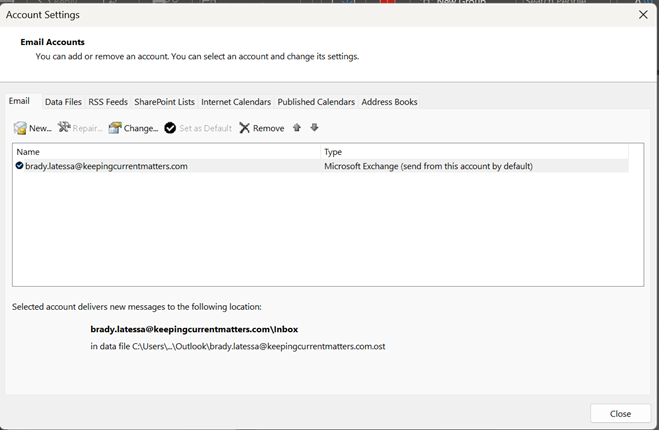 New Group
Search People
Account Settings
Email Accounts
You can add or remove an account. You can select an account and change its settings.
Email Data Files RSS Feeds SharePoint Lists Internet Calendars Published Calendars Address Books
New... Repair... Change... Set as Default Remove
Name Type
brady.latessa@keepingcurrentmatters.com Microsoft Exchange (send from this account by default)
Selected account delivers new messages to the following location:
brady.latessa@keepingcurrentmatters.com\Inbox
in data file C:\Users\...\Outlook\brady.latessa@keepingcurrentmatters.com.ost
Close